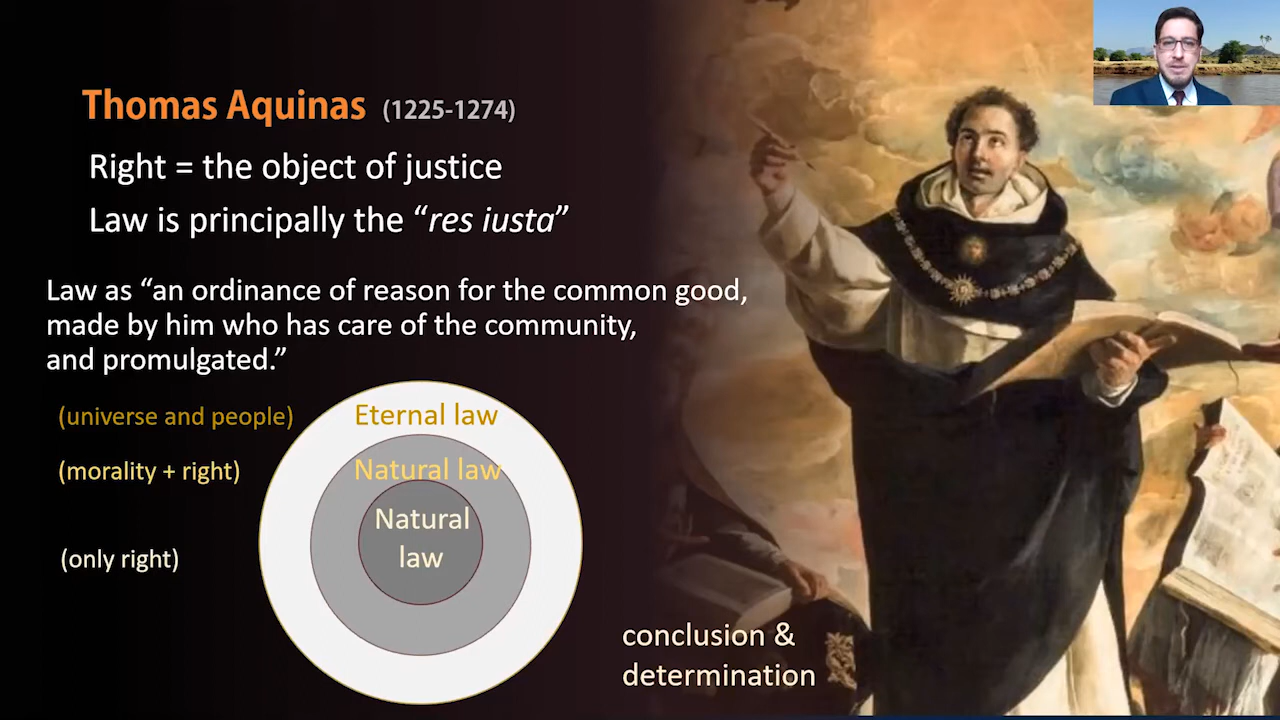 Thomas Aquinas (1225-1274)
Right = the object of justice
Law is principally the “res iusta”
Law as “an ordinance of reason for the common good,
made by him who has care of the community,
and promulgated.”
(universe and people) Eternal law
(morality + right) Natural law
Natural
law
(only right)
conclusion &
determination